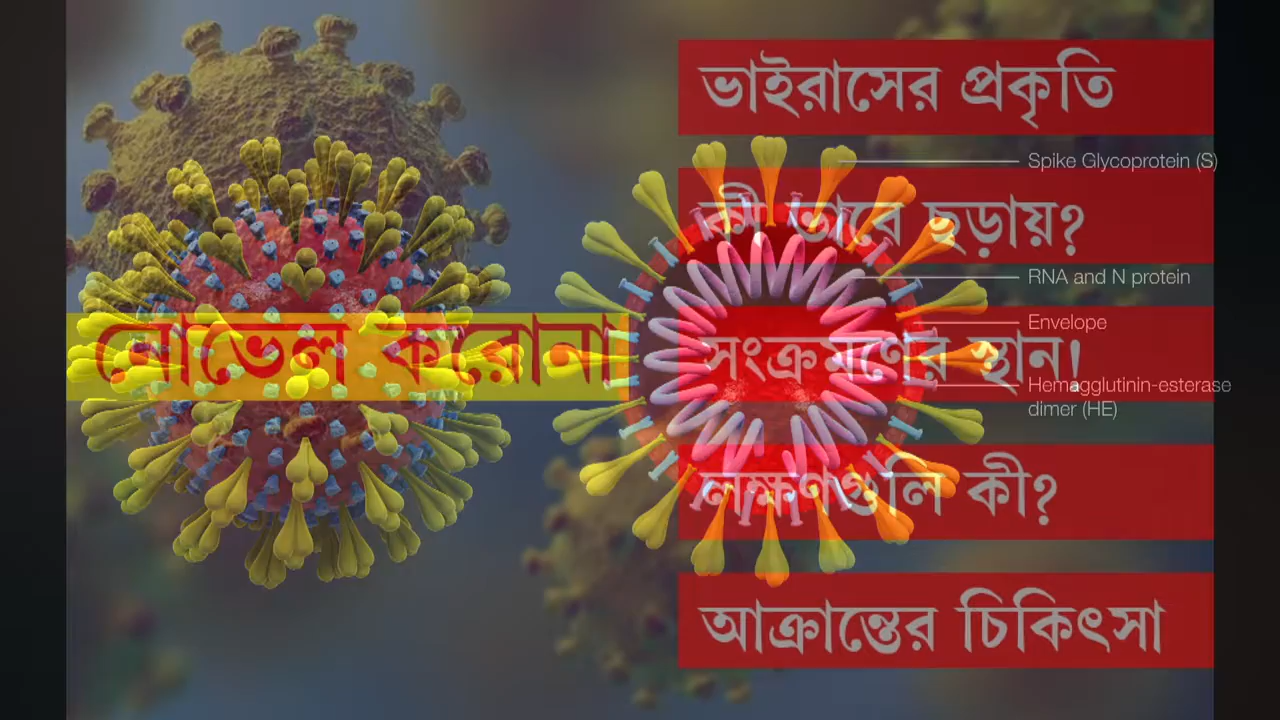 ভাইরাসের প্রকৃতি
Spike Glycoprotein (S)
কী ভাবে ছড়ায়?
RNA and N protein
Envelope
নোভেল করোনা
সংক্রমণের স্থান!
Hemagglutinin-esterase
dimer (HE)
লক্ষণগুলি কী?
আক্রান্তের চিকিৎসা